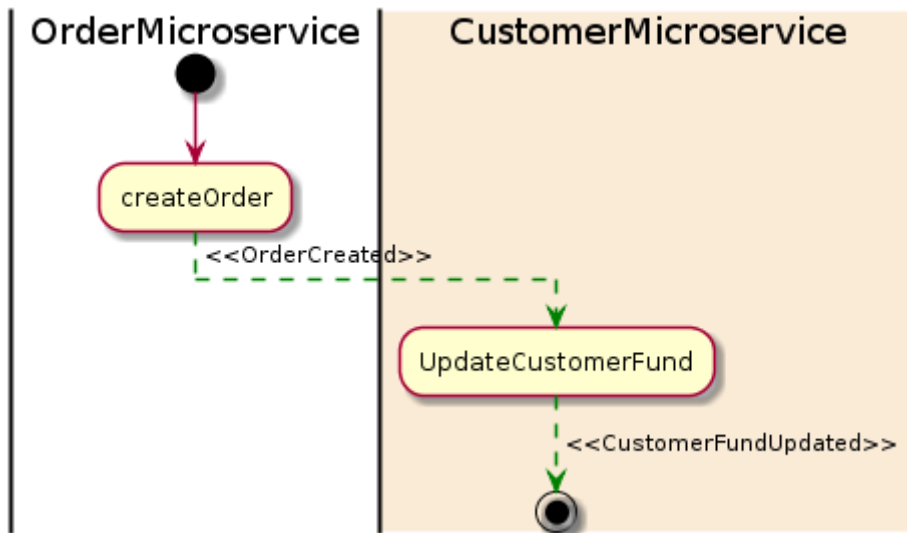 OrderMicroservice
CustomerMicroservice
createOrder
<<OrderCreated>>
UpdateCustomerFund
<<CustomerFundUpdated>>